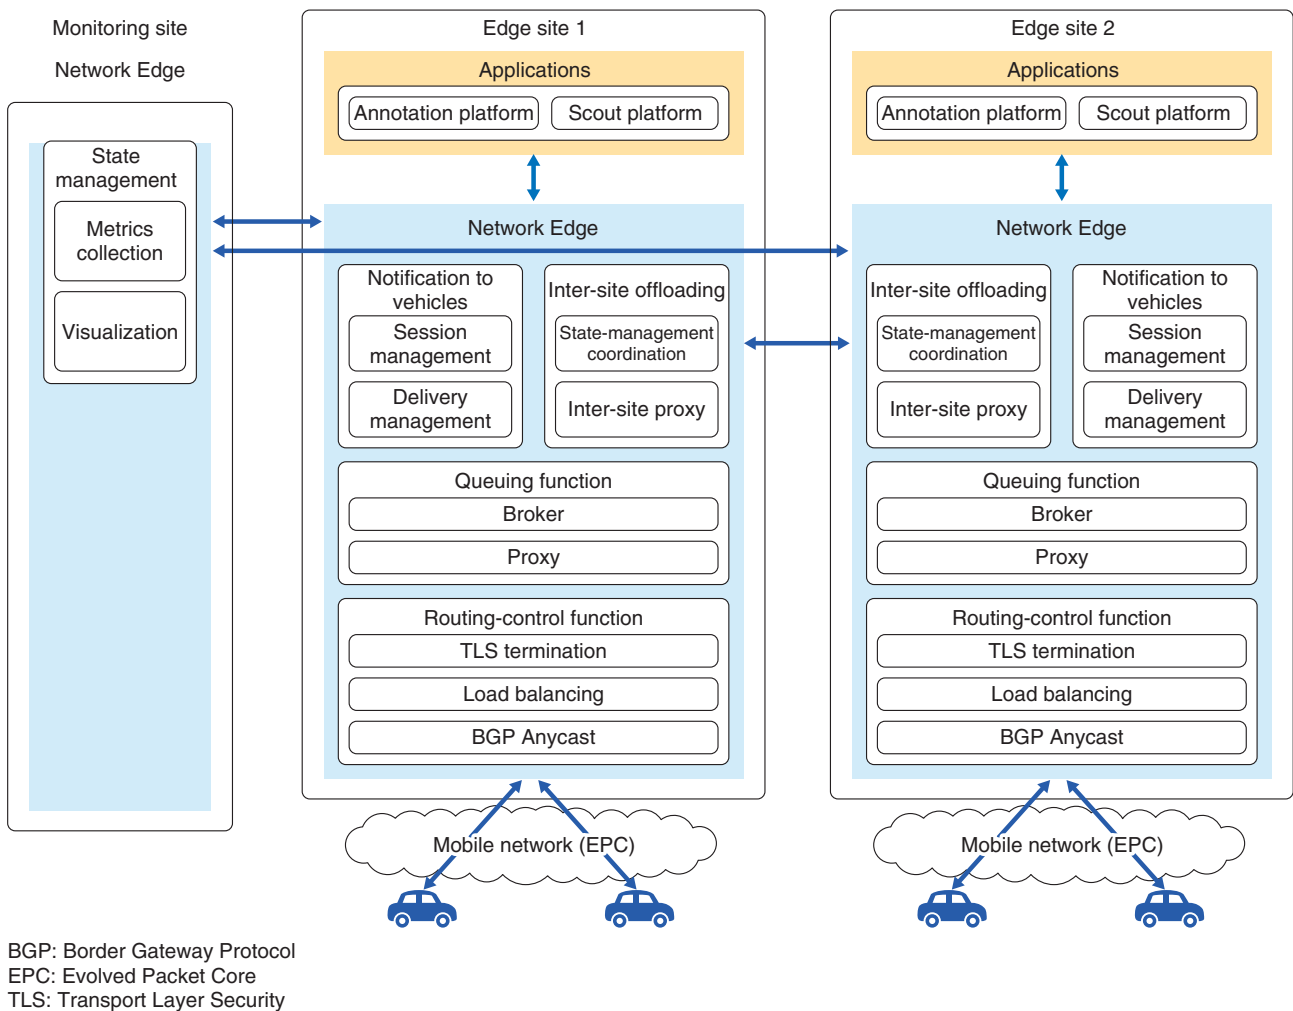 Monitoring site
Network Edge
State
management
Metrics
collection
Visualization
Edge site 1
Applications
Annotation platform
Scout platform
Network Edge
Notification to
vehicles
Session
management
Delivery
management
Inter-site offloading
State-management
coordination
Inter-site proxy
Queuing function
Broker
Proxy
Routing-control function
TLS termination
Load balancing
BGP Anycast
Mobile network (EPC)
Edge site 2
Applications
Annotation platform
Scout platform
Network Edge
Inter-site offloading
State-management
coordination
Inter-site proxy
Notification to
vehicles
Session
management
Delivery
management
Queuing function
Broker
Proxy
Routing-control function
TLS termination
Load balancing
BGP Anycast
Mobile network (EPC)
BGP: Border Gateway Protocol
EPC: Evolved Packet Core
TLS: Transport Layer Security